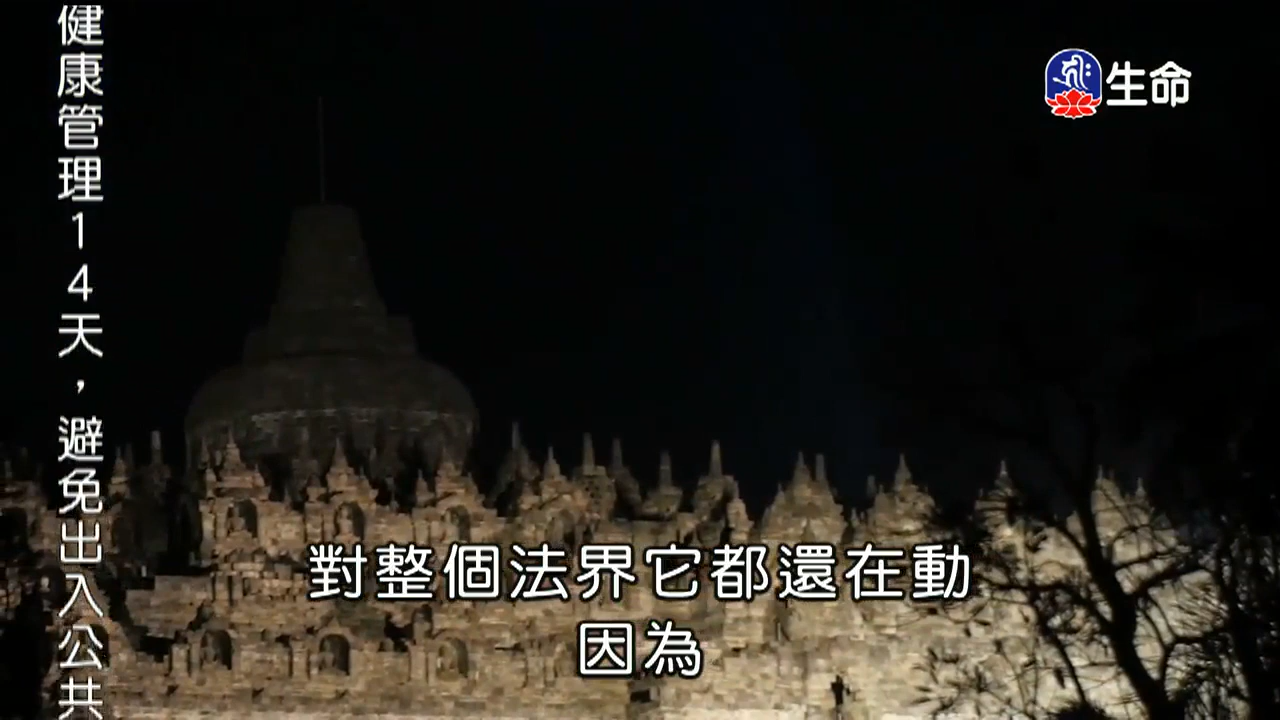 健康管理14天，避免出入公共
生命
對整個法界它都還在動
因為